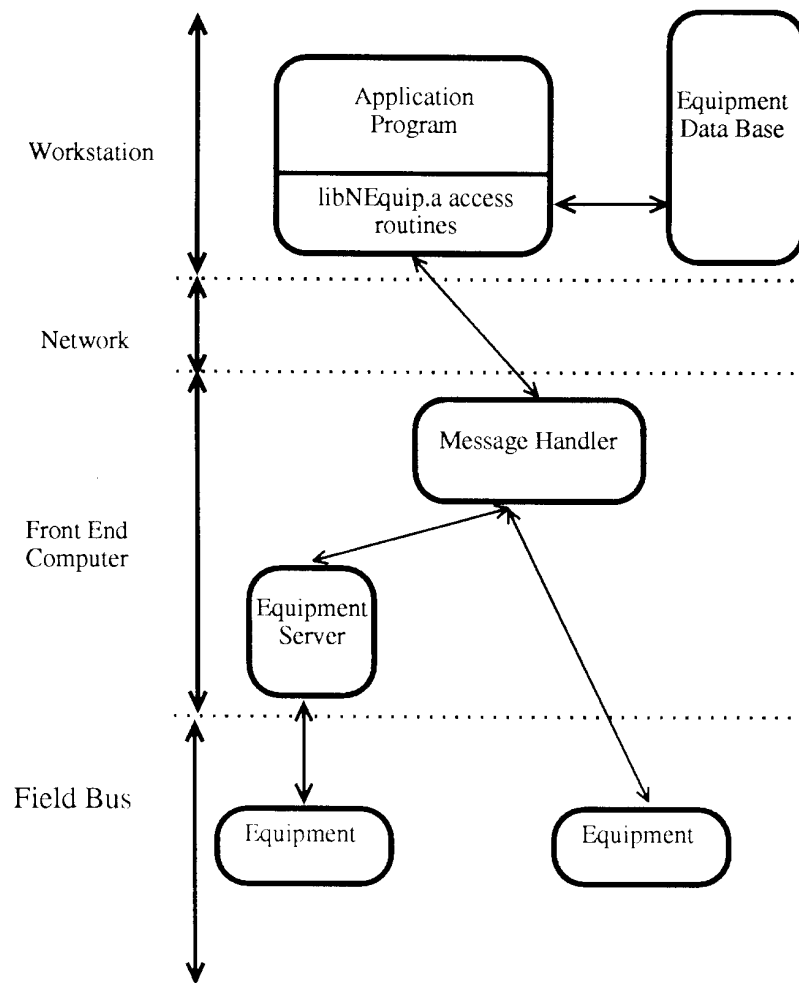 Application
Program
Equipment
Data Base
Workstation
libNEquip.a access
routines
Network
Message Handler
Front End
Computer
Equipment
Server
Field Bus
Equipment
Equipment